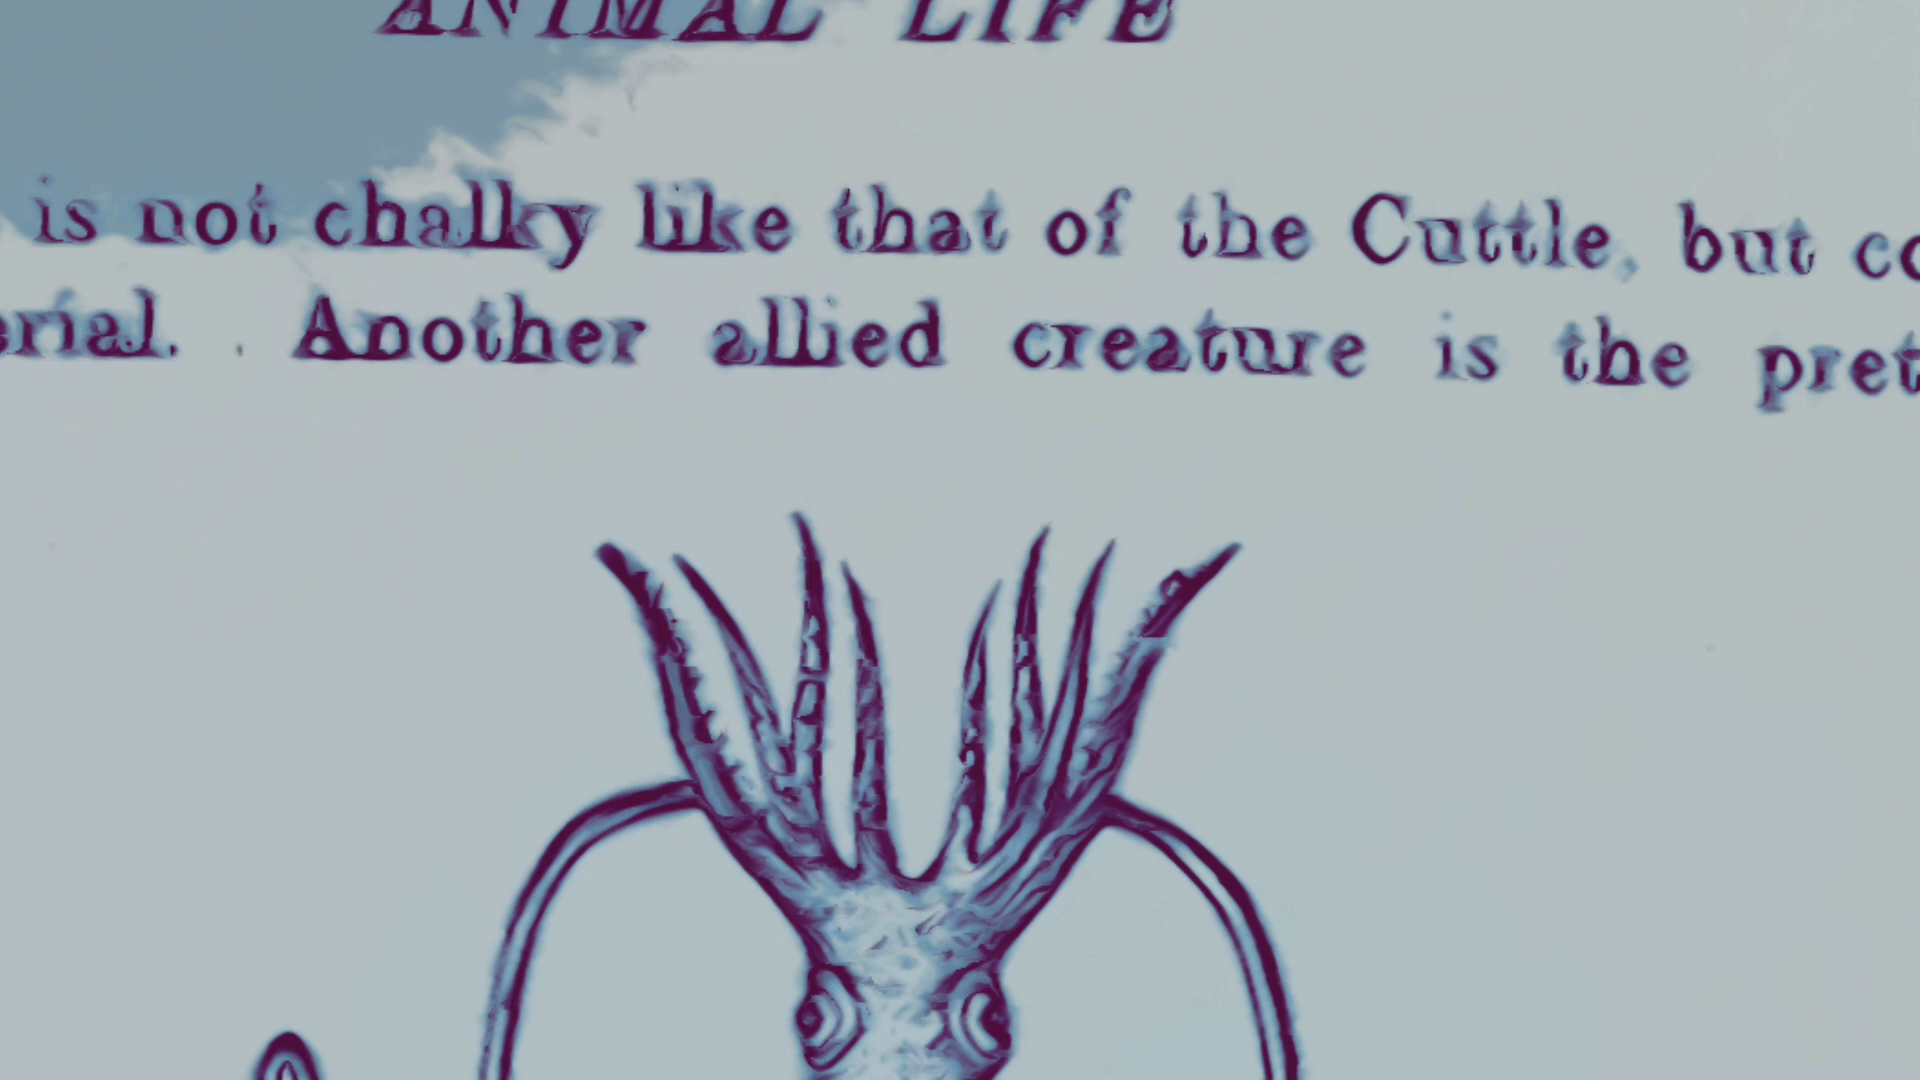 ANIMAL LIFE
is not chalky like that of the Cuttle, but co
erial. Another allied creature is the pret